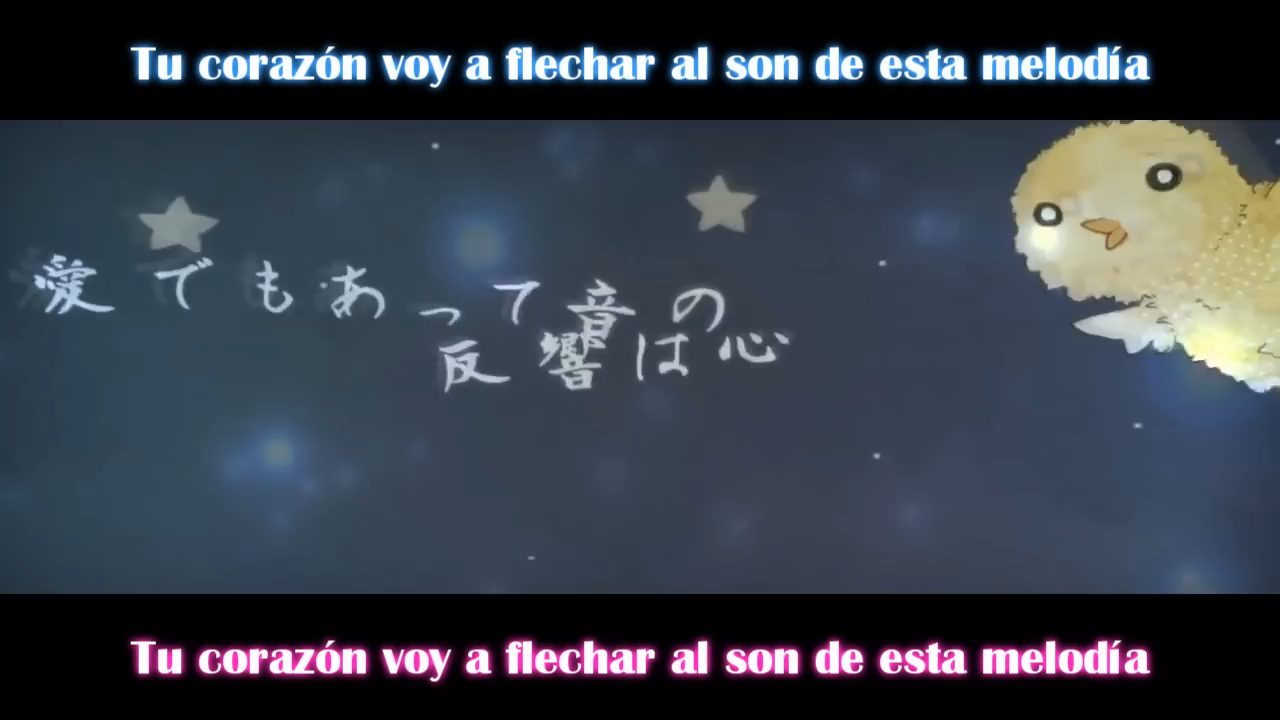 Tu corazón voy a flechar al son de esta melodía
愛でもあって音の
反響は心
Tu corazón voy a flechar al son de esta melodía